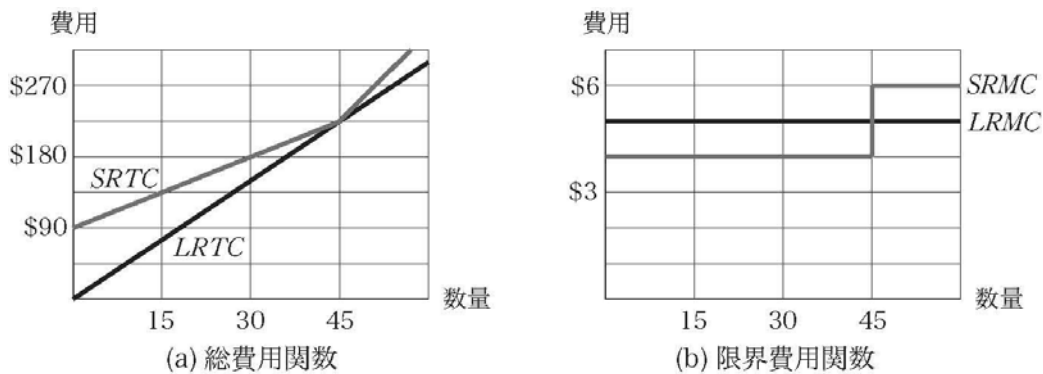 費用
$270
$180
$90
SRTC
LRTC
15
30
45
数量
(a) 総費用関数
費用
$6
$3
SRMC
LRMC
15
30
45
数量
(b) 限界費用関数